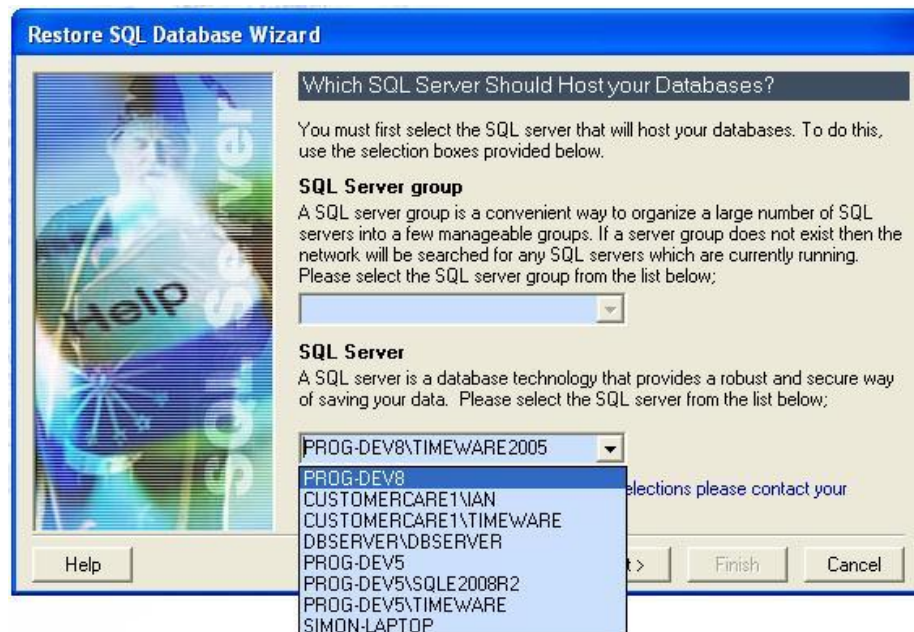 Restore SQL Database Wizard
Which SQL Server Should Host your Databases?
You must first select the SQL server that will host your databases. To do this,
use the selection boxes provided below.
SQL Server group
A SQL server group is a convenient way to organize a large number of SQL
servers into a few manageable groups. If a server group does not exist then the
network will be searched for any SQL servers which are currently running.
Please select the SQL server group from the list below;
SQL Server
A SQL server is a database technology that provides a robust and secure way
of saving your data. Please select the SQL server from the list below;
PROG-DEV8\TIMEWARE2005
PROG-DEV8
CUSTOMERCARE1\IAN
CUSTOMERCARE1\TIMEWARE
DBSERVER\DBSERVER
PROG-DEV5
PROG-DEV5\SQLE2008R2
PROG-DEV5\TIMEWARE
SIMON-LAPTOP
elections please contact your
Help
SQL Server
Help
t >
Finish
Cancel